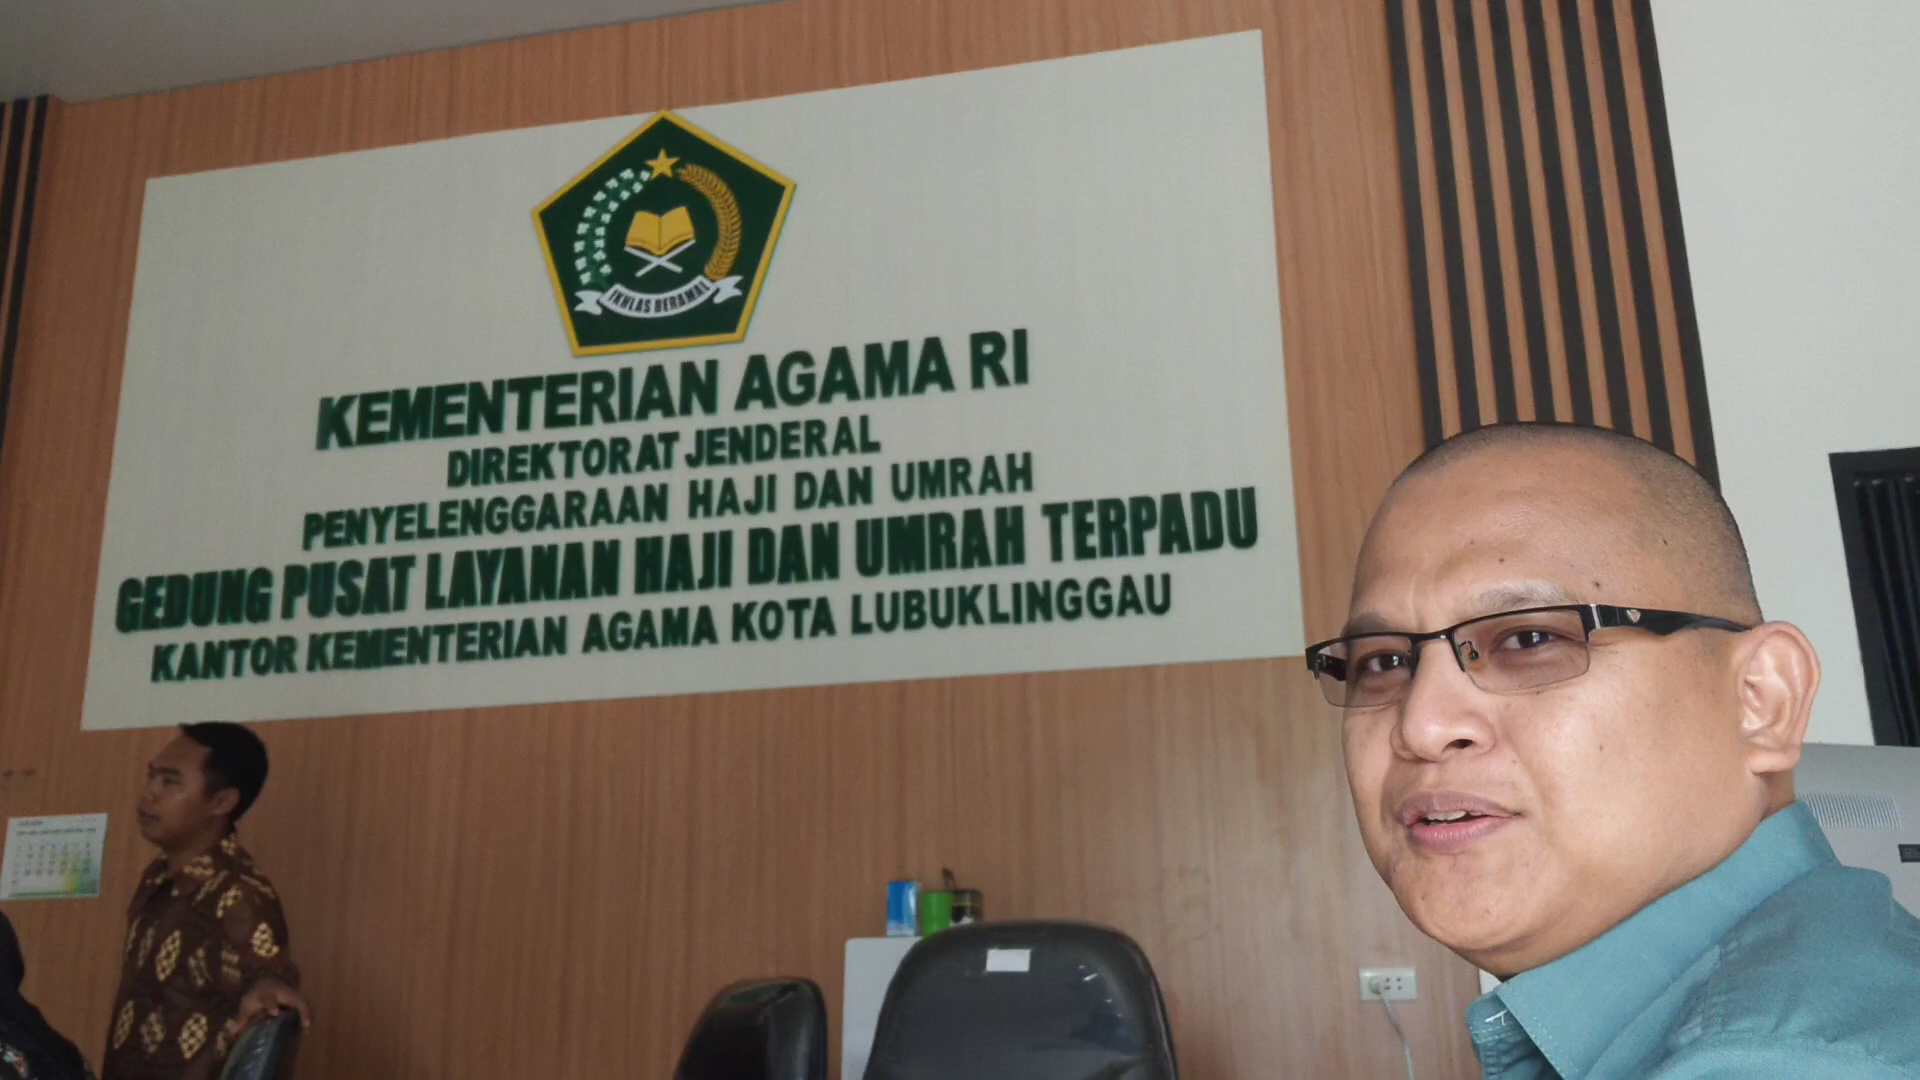 IKHLAS BERAMAL
KEMENTERIAN AGAMA RI
DIREKTORAT JENDERAL
PENYELENGGARAAN HAJI DAN UMRAH
GEDUNG PUSAT LAYANAN HAJI DAN UMRAH TERPADU
KANTOR KEMENTERIAN AGAMA KOTA LUBUKLINGGAU